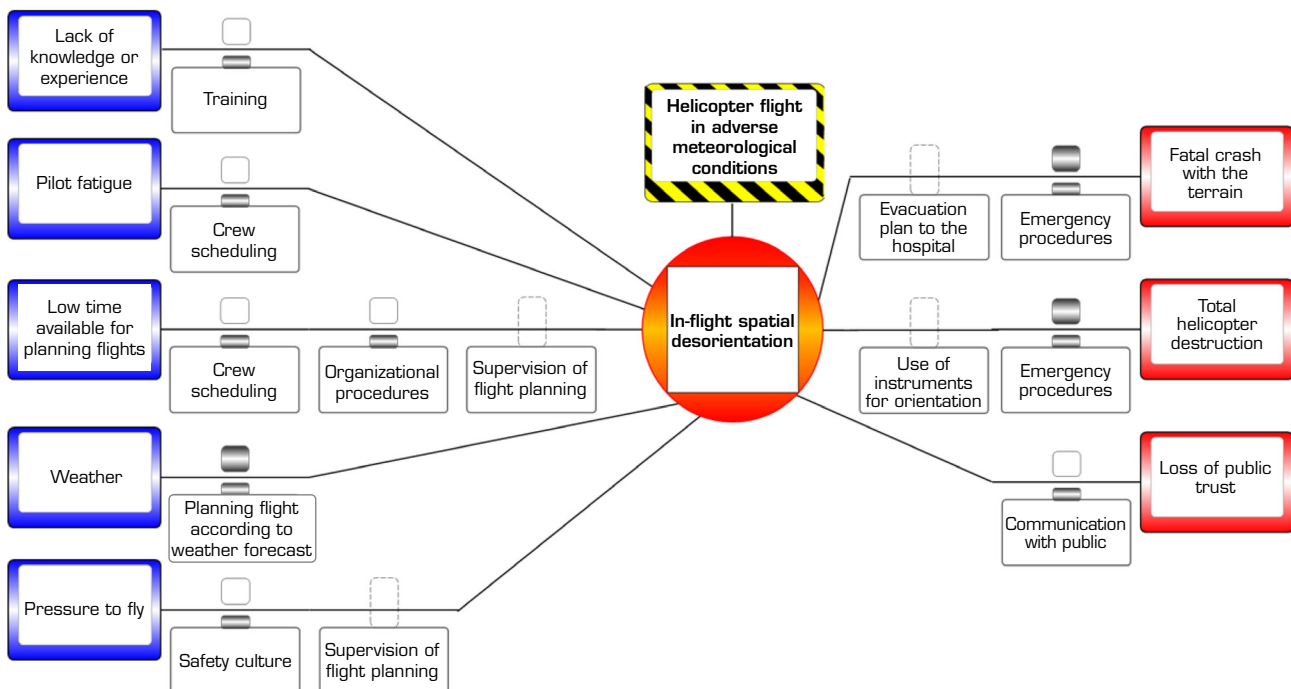 Lack of
knowledge or
experience
Training
Pilot fatigue
Crew
scheduling
Low time
available for
planning flights
Crew
scheduling
Organizational
procedures
Supervision of
flight planning
Weather
Planning flight
according to
weather forecast
Pressure to fly
Safety culture
Supervision of
flight planning
Helicopter flight
in adverse
meteorological
conditions
In-flight spatial
desorientation
Evacuation
plan to the
hospital
Emergency
procedures
Fatal crash
with the
terrain
Use of
instruments
for orientation
Emergency
procedures
Total
helicopter
destruction
Communication
with public
Loss of public
trust